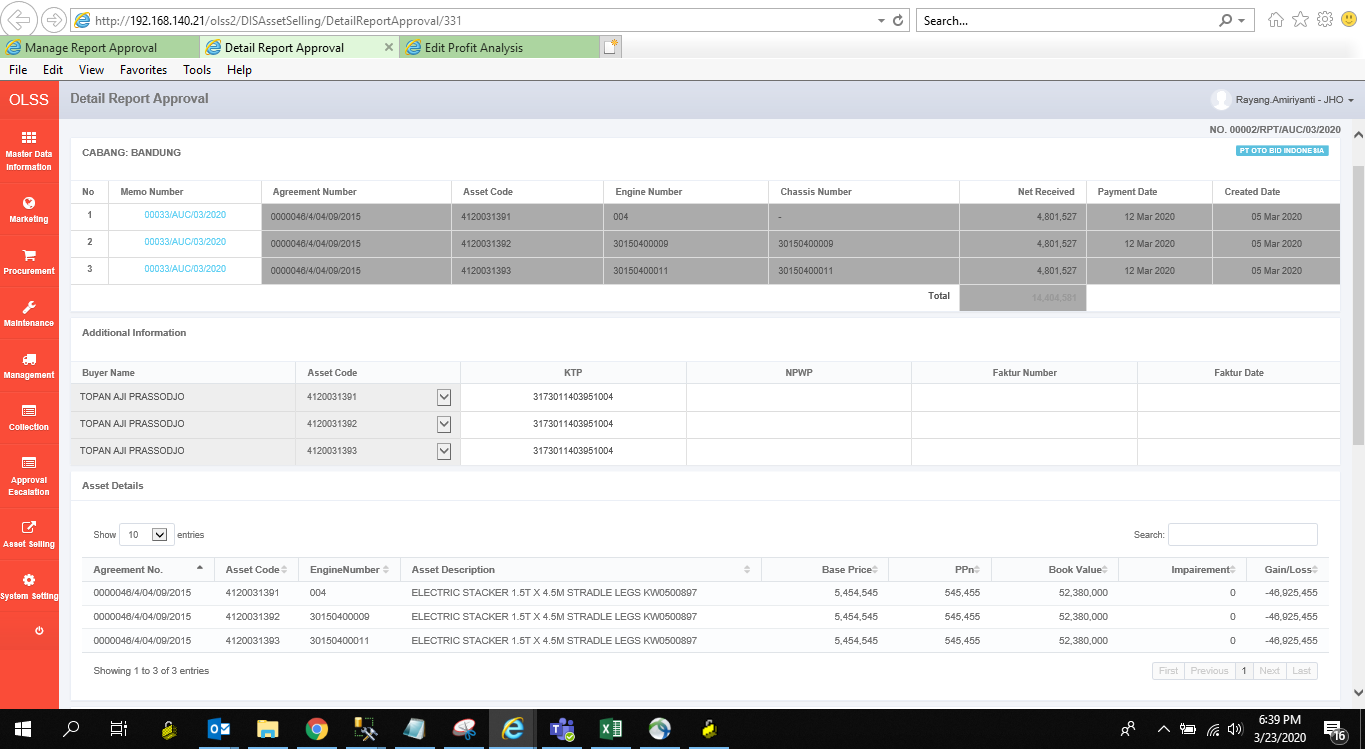 http://192.168.140.21/olss2/DISAssetSelling/DetailReportApproval/331
Search...
Manage Report Approval
Detail Report Approval
Edit Profit Analysis
File Edit View Favorites Tools Help
OLSS
Detail Report Approval
Rayang.Amiriyanti - JHO
Master Data Information
Marketing
Procurement
Maintenance
Management
Collection
Approval Escalation
Asset Selling
System Setting
NO. 00002/RPT/AUC/03/2020
CABANG: BANDUNG
PT OTO BID INDONESIA
No Memo Number Agreement Number Asset Code Engine Number Chassis Number Net Received Payment Date Created Date
1 00033/AUC/03/2020 0000046/4/04/09/2015 4120031391 004 - 4,801,527 12 Mar 2020 05 Mar 2020
2 00033/AUC/03/2020 0000046/4/04/09/2015 4120031392 30150400009 30150400009 4,801,527 12 Mar 2020 05 Mar 2020
3 00033/AUC/03/2020 0000046/4/04/09/2015 4120031393 30150400011 30150400011 4,801,527 12 Mar 2020 05 Mar 2020
Total 14,404,581
Additional Information
Buyer Name Asset Code KTP NPWP Faktur Number Faktur Date
TOPAN AJI PRASSODJO 4120031391 3173011403951004
TOPAN AJI PRASSODJO 4120031392 3173011403951004
TOPAN AJI PRASSODJO 4120031393 3173011403951004
Asset Details
Show 10 entries
Search:
Agreement No. Asset Code EngineNumber Asset Description Base Price PPn Book Value Impairement Gain/Loss
0000046/4/04/09/2015 4120031391 004 ELECTRIC STACKER 1.5T X 4.5M STRADLE LEGS KW0500897 5,454,545 545,455 52,380,000 0 -46,925,455
0000046/4/04/09/2015 4120031392 30150400009 ELECTRIC STACKER 1.5T X 4.5M STRADLE LEGS KW0500897 5,454,545 545,455 52,380,000 0 -46,925,455
0000046/4/04/09/2015 4120031393 30150400011 ELECTRIC STACKER 1.5T X 4.5M STRADLE LEGS KW0500897 5,454,545 545,455 52,380,000 0 -46,925,455
Showing 1 to 3 of 3 entries
First Previous 1 Next Last
6:39 PM
3/23/2020
16